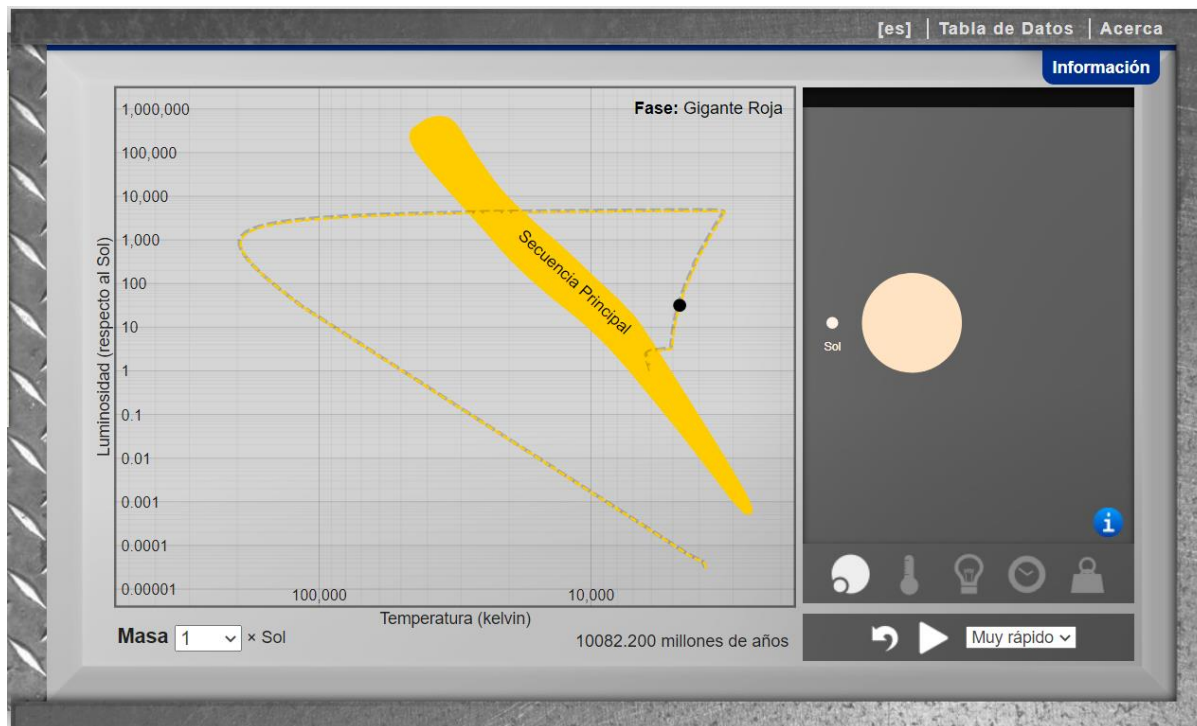 [es] | Tabla de Datos | Acerca
Información
Fase: Gigante Roja
1,000,000
100,000
10,000
1,000
100
10
1
0.1
0.01
0.001
0.0001
0.00001
Luminosidad (respecto al Sol)
Secuencia Principal
100,000
10,000
Temperatura (kelvin)
Sol
i
Masa 1 × Sol
10082.200 millones de años
Muy rápido